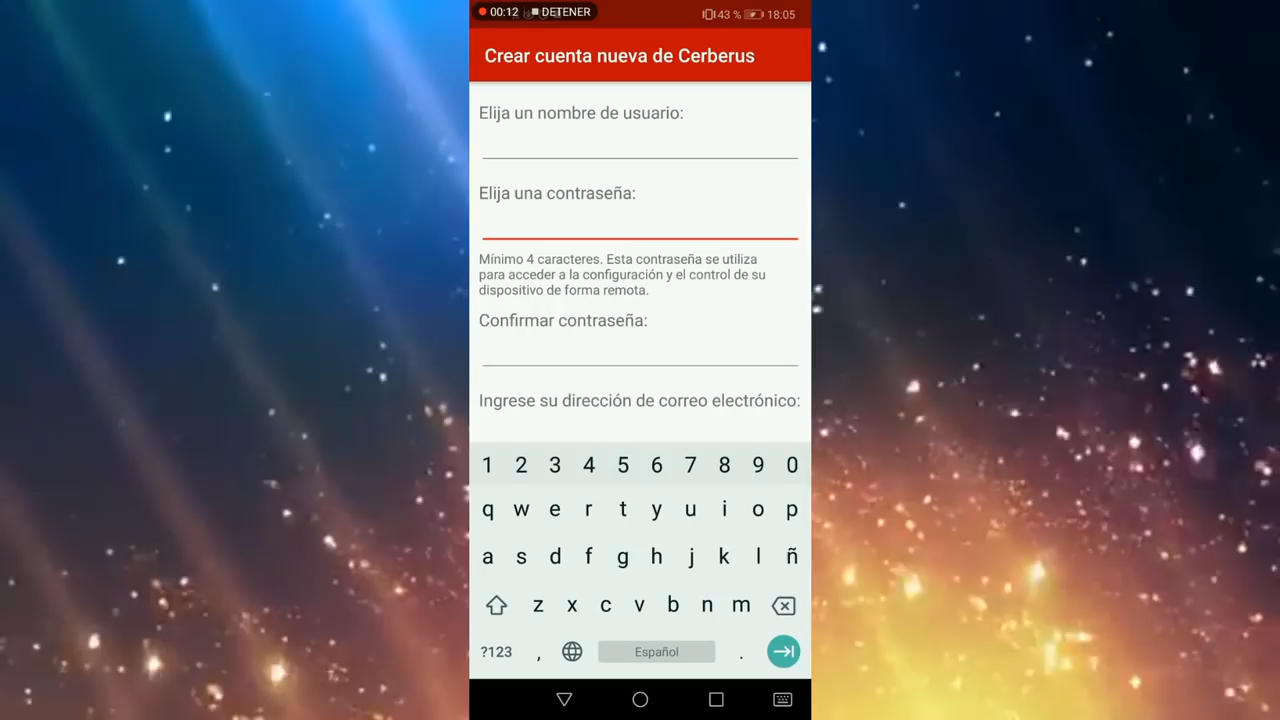 00:12 DETENER 43 % 18:05
Crear cuenta nueva de Cerberus
Elija un nombre de usuario:
Elija una contraseña:
Mínimo 4 caracteres. Esta contraseña se utiliza
para acceder a la configuración y el control de su
dispositivo de forma remota.
Confirmar contraseña:
Ingrese su dirección de correo electrónico:
1 2 3 4 5 6 7 8 9 0
q w e r t y u i o p
a s d f g h j k l ñ
z x c v b n m
?123 , Español .